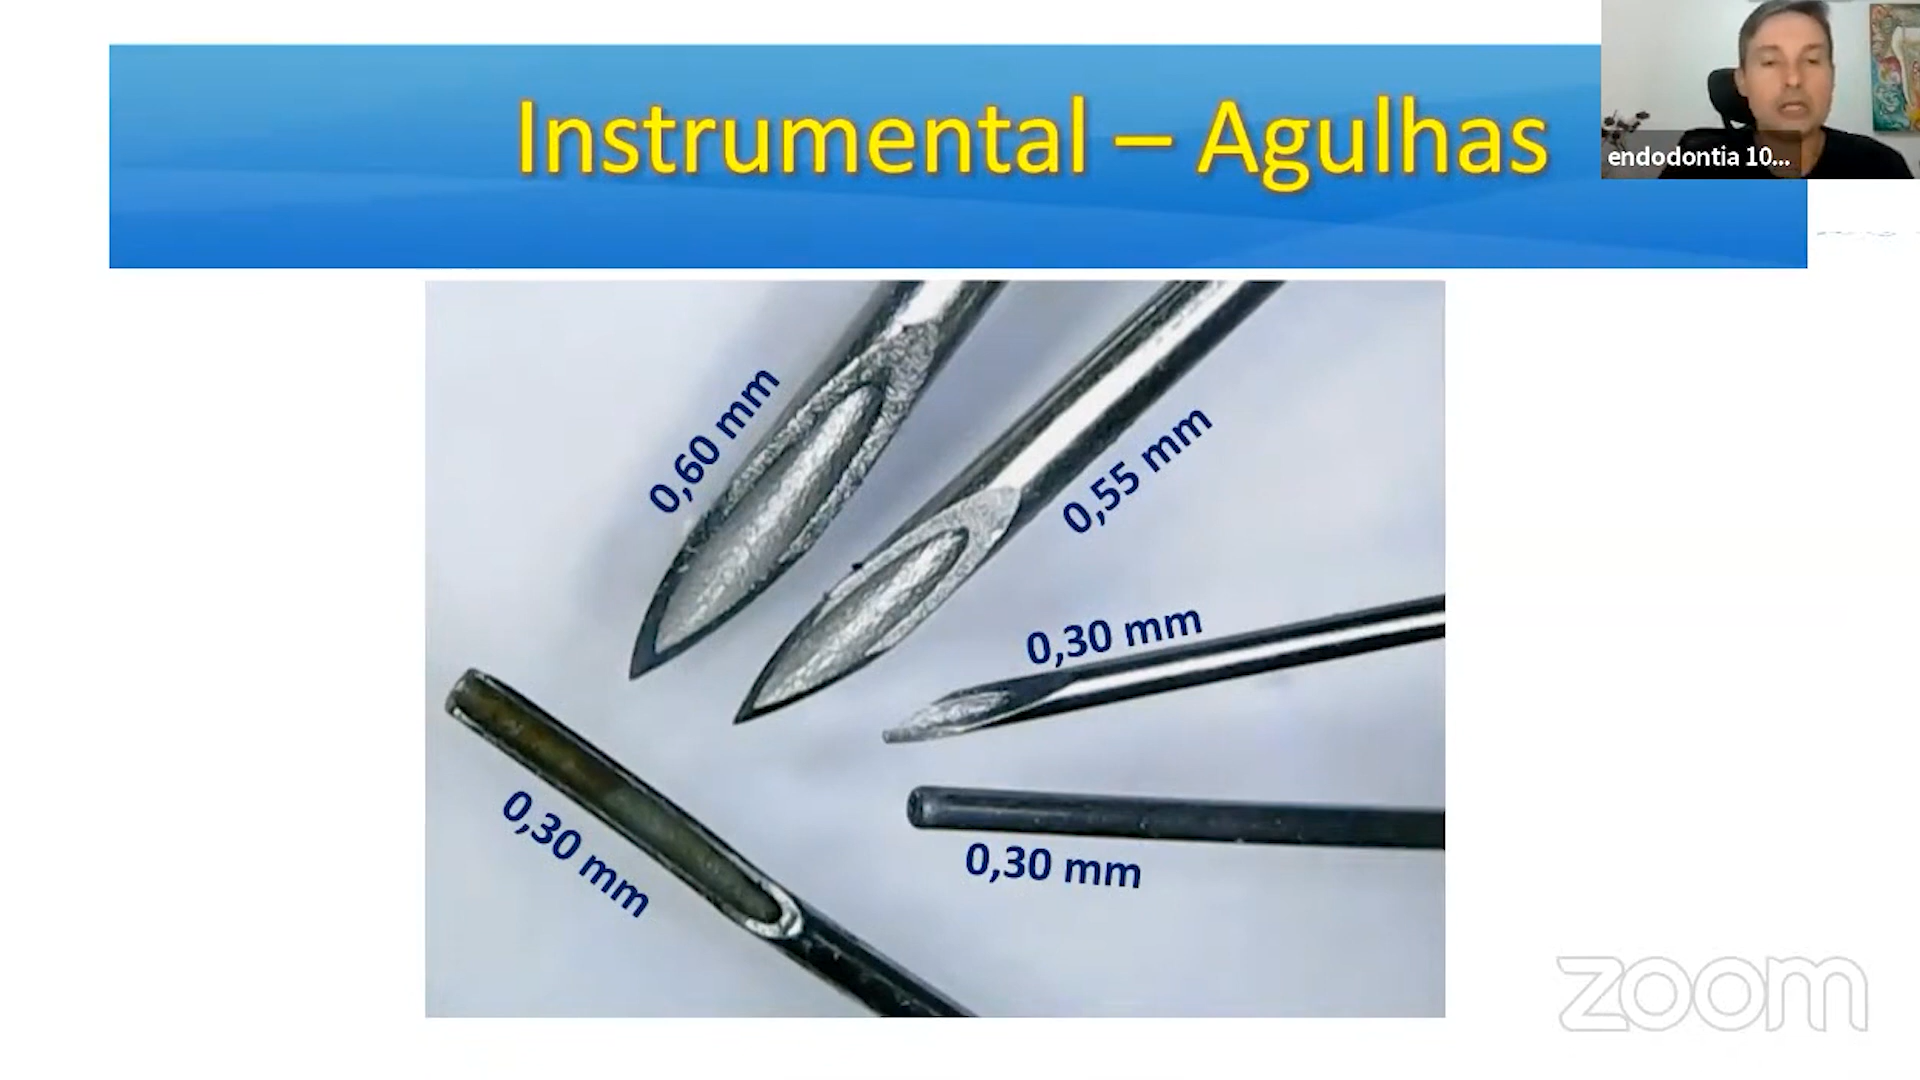 Instrumental – Agulhas
endodontia 10...
0,60 mm
0,55 mm
0,30 mm
0,30 mm
0,30 mm
zoom